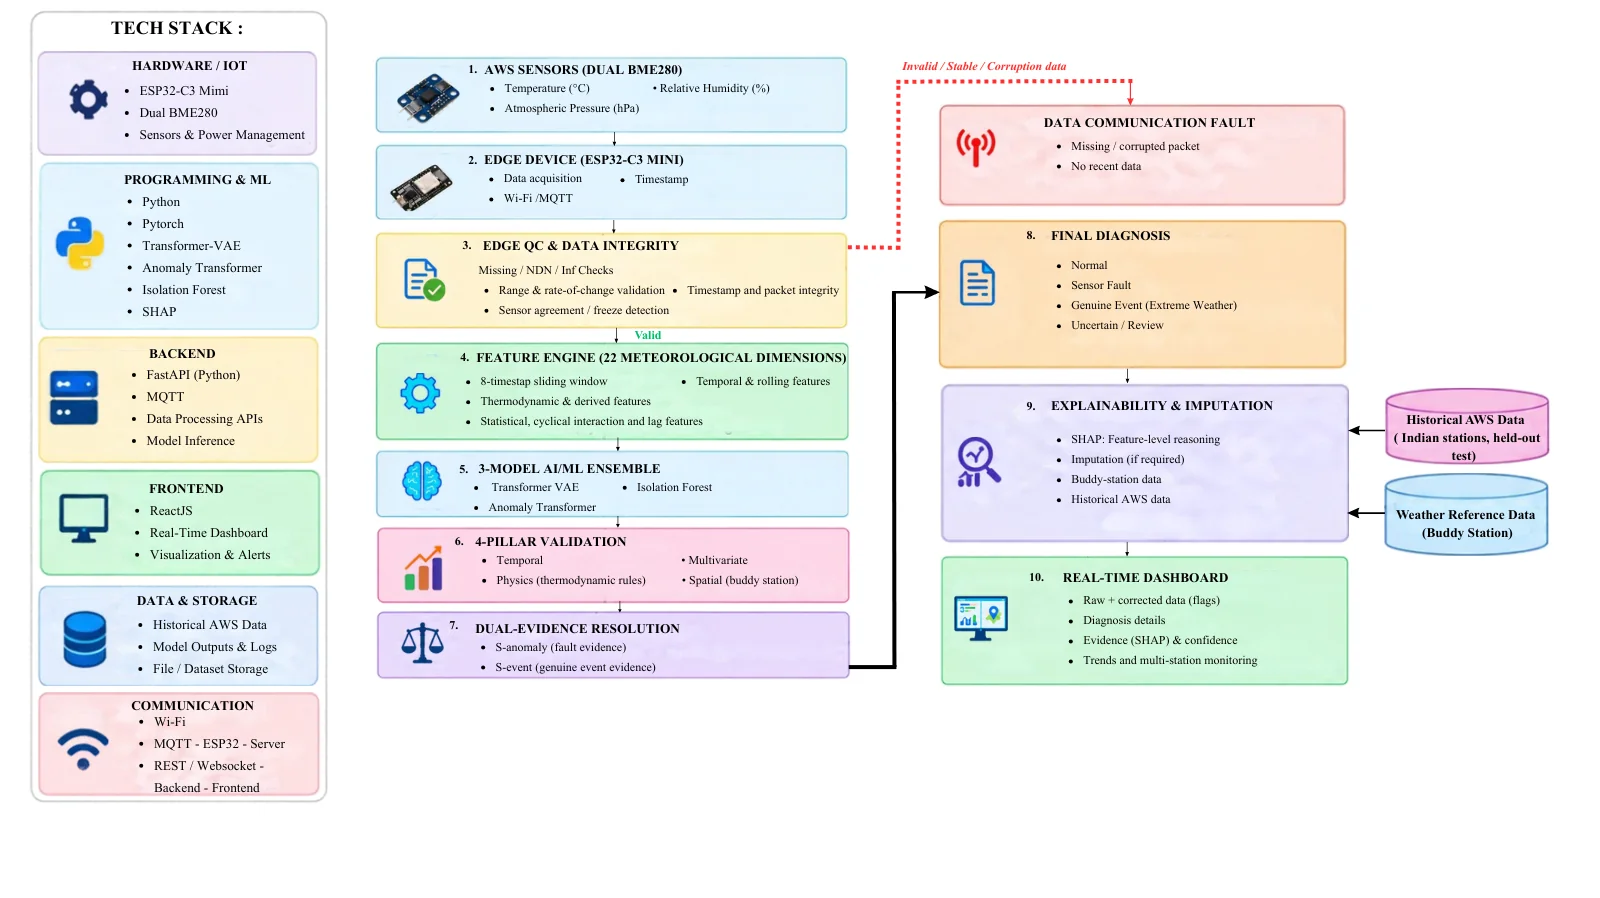 TECH STACK :
HARDWARE / IOT
• ESP32-C3 Mimi
• Dual BME280
• Sensors & Power Management
PROGRAMMING & ML
• Python
• Pytorch
• Transformer-VAE
• Anomaly Transformer
• Isolation Forest
• SHAP
BACKEND
• FastAPI (Python)
• MQTT
• Data Processing APIs
• Model Inference
FRONTEND
• ReactJS
• Real-Time Dashboard
• Visualization & Alerts
DATA & STORAGE
• Historical AWS Data
• Model Outputs & Logs
• File / Dataset Storage
COMMUNICATION
• Wi-Fi
• MQTT - ESP32 - Server
• REST / Websocket -
Backend - Frontend
1. AWS SENSORS (DUAL BME280)
• Temperature (°C) • Relative Humidity (%)
• Atmospheric Pressure (hPa)
2. EDGE DEVICE (ESP32-C3 MINI)
• Data acquisition • Timestamp
• Wi-Fi /MQTT
3. EDGE QC & DATA INTEGRITY
Missing / NDN / Inf Checks
• Range & rate-of-change validation • Timestamp and packet integrity
• Sensor agreement / freeze detection
Valid
4. FEATURE ENGINE (22 METEOROLOGICAL DIMENSIONS)
• 8-timestap sliding window • Temporal & rolling features
• Thermodynamic & derived features
• Statistical, cyclical interaction and lag features
5. 3-MODEL AI/ML ENSEMBLE
• Transformer VAE • Isolation Forest
• Anomaly Transformer
6. 4-PILLAR VALIDATION
• Temporal • Multivariate
• Physics (thermodynamic rules) • Spatial (buddy station)
7. DUAL-EVIDENCE RESOLUTION
• S-anomaly (fault evidence)
• S-event (genuine event evidence)
Invalid / Stable / Corruption data
DATA COMMUNICATION FAULT
• Missing / corrupted packet
• No recent data
8. FINAL DIAGNOSIS
• Normal
• Sensor Fault
• Genuine Event (Extreme Weather)
• Uncertain / Review
9. EXPLAINABILITY & IMPUTATION
• SHAP: Feature-level reasoning
• Imputation (if required)
• Buddy-station data
• Historical AWS data
Historical AWS Data
( Indian stations, held-out
test)
Weather Reference Data
(Buddy Station)
10. REAL-TIME DASHBOARD
• Raw + corrected data (flags)
• Diagnosis details
• Evidence (SHAP) & confidence
• Trends and multi-station monitoring